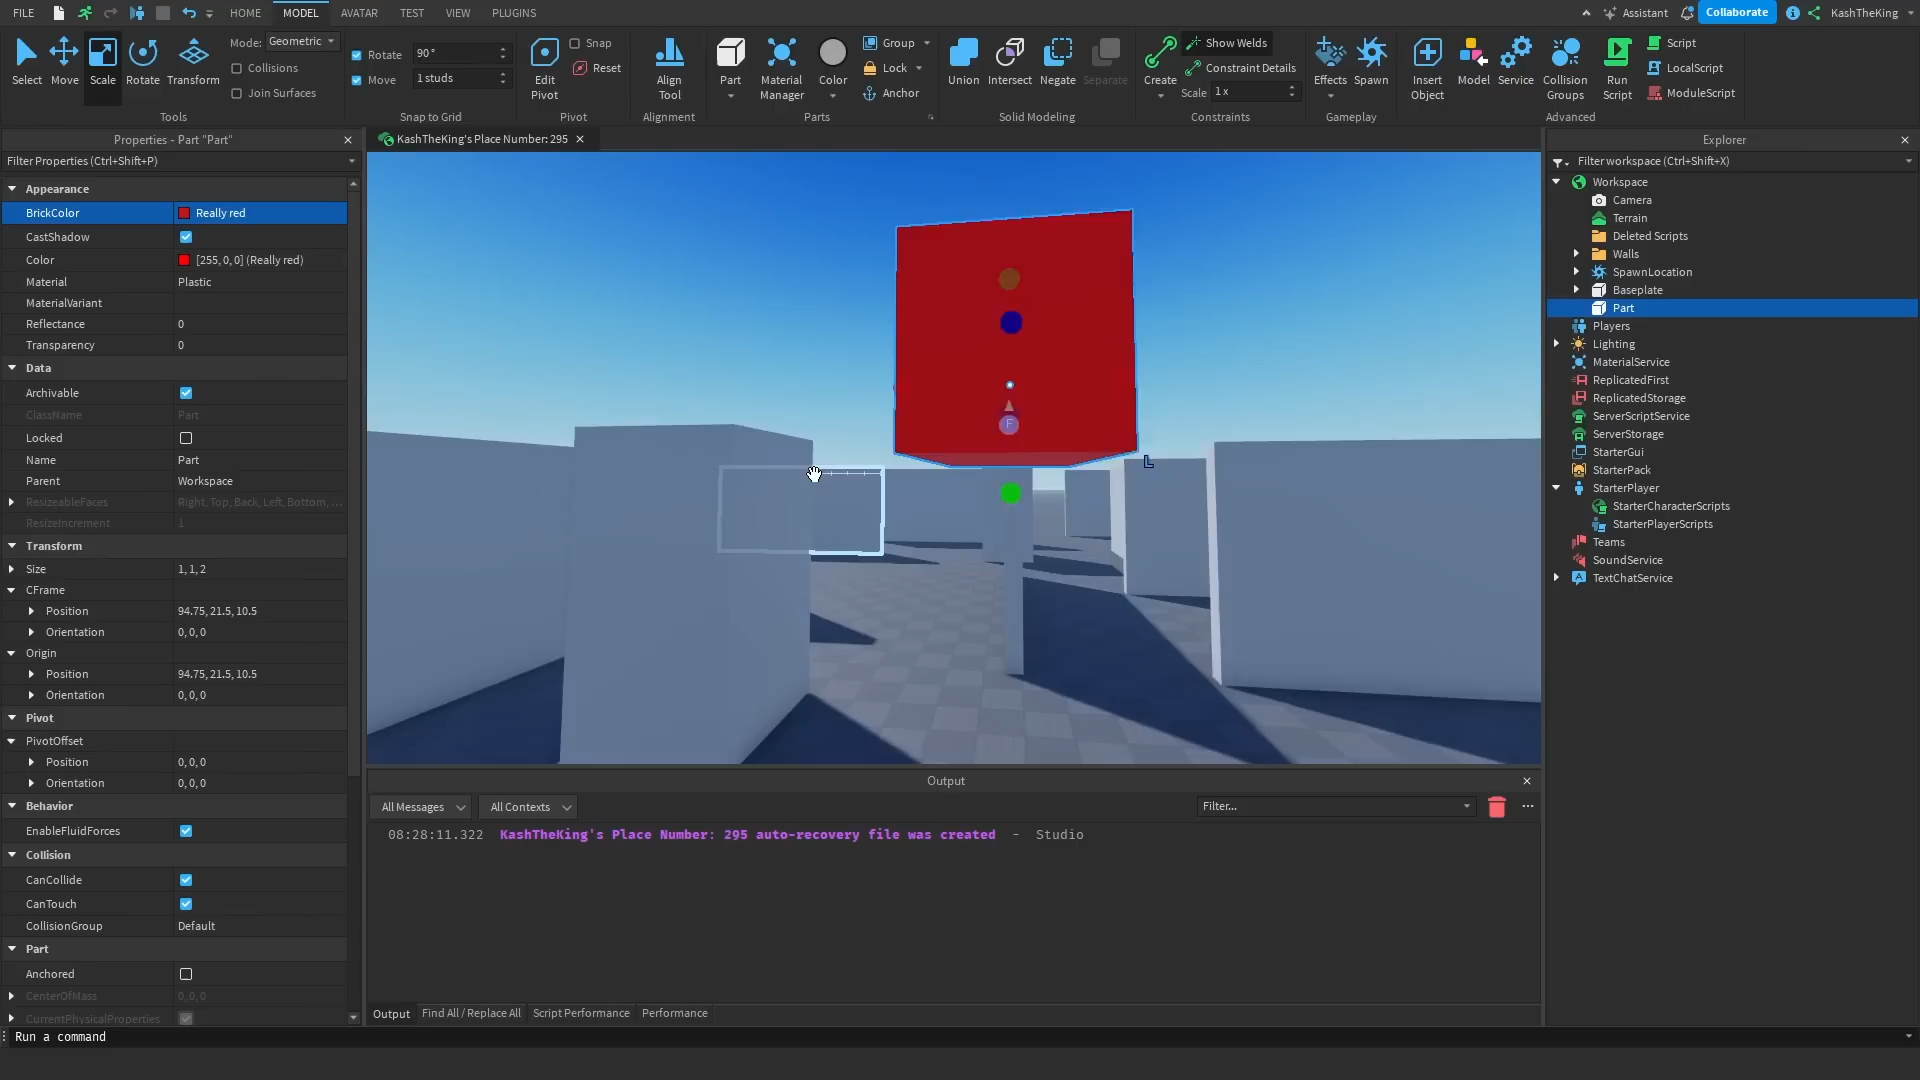 FILE HOME MODEL AVATAR TEST VIEW PLUGINS Assistant Collaborate KashTheKing
Select Move Scale Rotate Transform
Mode: Geometric
Collisions
Join Surfaces
Tools
Rotate 90°
Move 1 studs
Snap to Grid
Edit Pivot
Snap
Reset
Pivot
Align Tool
Alignment
Part
Material Manager
Color
Group
Lock
Anchor
Parts
Union Intersect Negate Separate
Solid Modeling
Create
Show Welds
Constraint Details
Scale 1 x
Constraints
Effects Spawn
Gameplay
Insert Object
Model
Service
Collision Groups
Run Script
Script
LocalScript
ModuleScript
Advanced
Properties - Part "Part"
Filter Properties (Ctrl+Shift+P)
Appearance
BrickColor Really red
CastShadow
Color [255, 0, 0] (Really red)
Material Plastic
MaterialVariant
Reflectance 0
Transparency 0
Data
Archivable
ClassName Part
Locked
Name Part
Parent Workspace
ResizeableFaces Right, Top, Back, Left, Bottom, ...
ResizeIncrement 1
Transform
Size 1, 1, 2
CFrame
Position 94.75, 21.5, 10.5
Orientation 0, 0, 0
Origin
Position 94.75, 21.5, 10.5
Orientation 0, 0, 0
Pivot
PivotOffset
Position 0, 0, 0
Orientation 0, 0, 0
Behavior
EnableFluidForces
Collision
CanCollide
CanTouch
CollisionGroup Default
Part
Anchored
CenterOfMass 0, 0, 0
CurrentPhysicalProperties
KashTheKing's Place Number: 295
F
L
Output
All Messages All Contexts Filter...
08:28:11.322 KashTheKing's Place Number: 295 auto-recovery file was created - Studio
Output Find All / Replace All Script Performance Performance
Run a command
Explorer
Filter workspace (Ctrl+Shift+X)
Workspace
Camera
Terrain
Deleted Scripts
Walls
SpawnLocation
Baseplate
Part
Players
Lighting
MaterialService
ReplicatedFirst
ReplicatedStorage
ServerScriptService
ServerStorage
StarterGui
StarterPack
StarterPlayer
StarterCharacterScripts
StarterPlayerScripts
Teams
SoundService
TextChatService